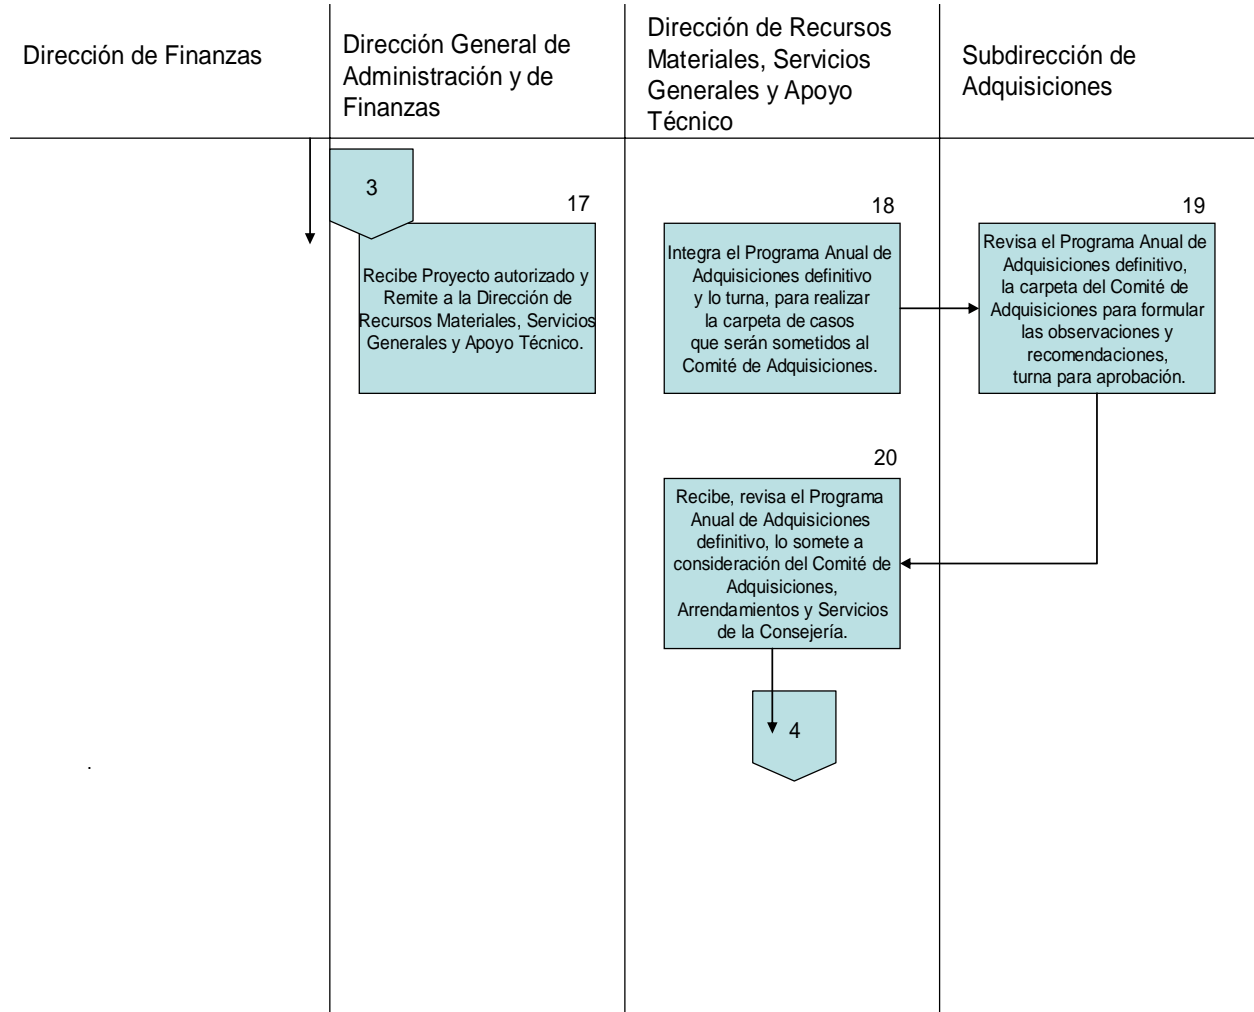 Dirección de Finanzas
Dirección General de
Administración y de
Finanzas
Dirección de Recursos
Materiales, Servicios
Generales y Apoyo
Técnico
Subdirección de
Adquisiciones
3
17
Recibe Proyecto autorizado y
Remite a la Dirección de
Recursos Materiales, Servicios
Generales y Apoyo Técnico.
18
Integra el Programa Anual de
Adquisiciones definitivo
y lo turna, para realizar
la carpeta de casos
que serán sometidos al
Comité de Adquisiciones.
19
Revisa el Programa Anual de
Adquisiciones definitivo,
la carpeta del Comité de
Adquisiciones para formular
las observaciones y
recomendaciones,
turna para aprobación.
20
Recibe, revisa el Programa
Anual de Adquisiciones
definitivo, lo somete a
consideración del Comité de
Adquisiciones,
Arrendamientos y Servicios
de la Consejería.
4
.